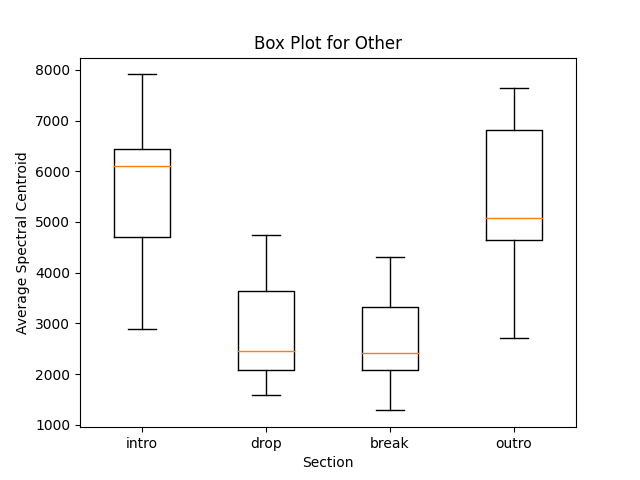 Box Plot for Other
Average Spectral Centroid
8000
7000
6000
5000
4000
3000
2000
1000
intro drop break outro
Section